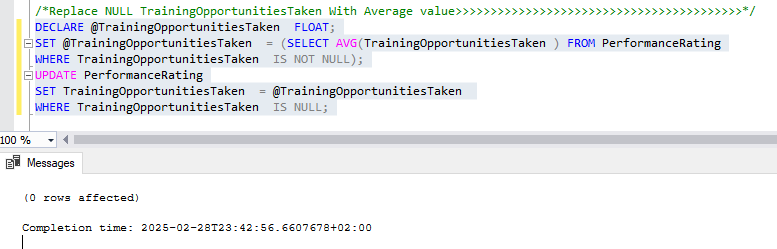 /*Replace NULL TrainingOpportunitiesTaken With Average value>>>>>>>>>>>>>>>>>>>>>>>>>>>>>>>>>>>>>>>>>*/
DECLARE @TrainingOpportunitiesTaken  FLOAT;
SET @TrainingOpportunitiesTaken  = (SELECT AVG(TrainingOpportunitiesTaken ) FROM PerformanceRating
WHERE TrainingOpportunitiesTaken  IS NOT NULL);
UPDATE PerformanceRating
SET TrainingOpportunitiesTaken  = @TrainingOpportunitiesTaken
WHERE TrainingOpportunitiesTaken  IS NULL;
100 %
Messages
(0 rows affected)
Completion time: 2025-02-28T23:42:56.6607678+02:00